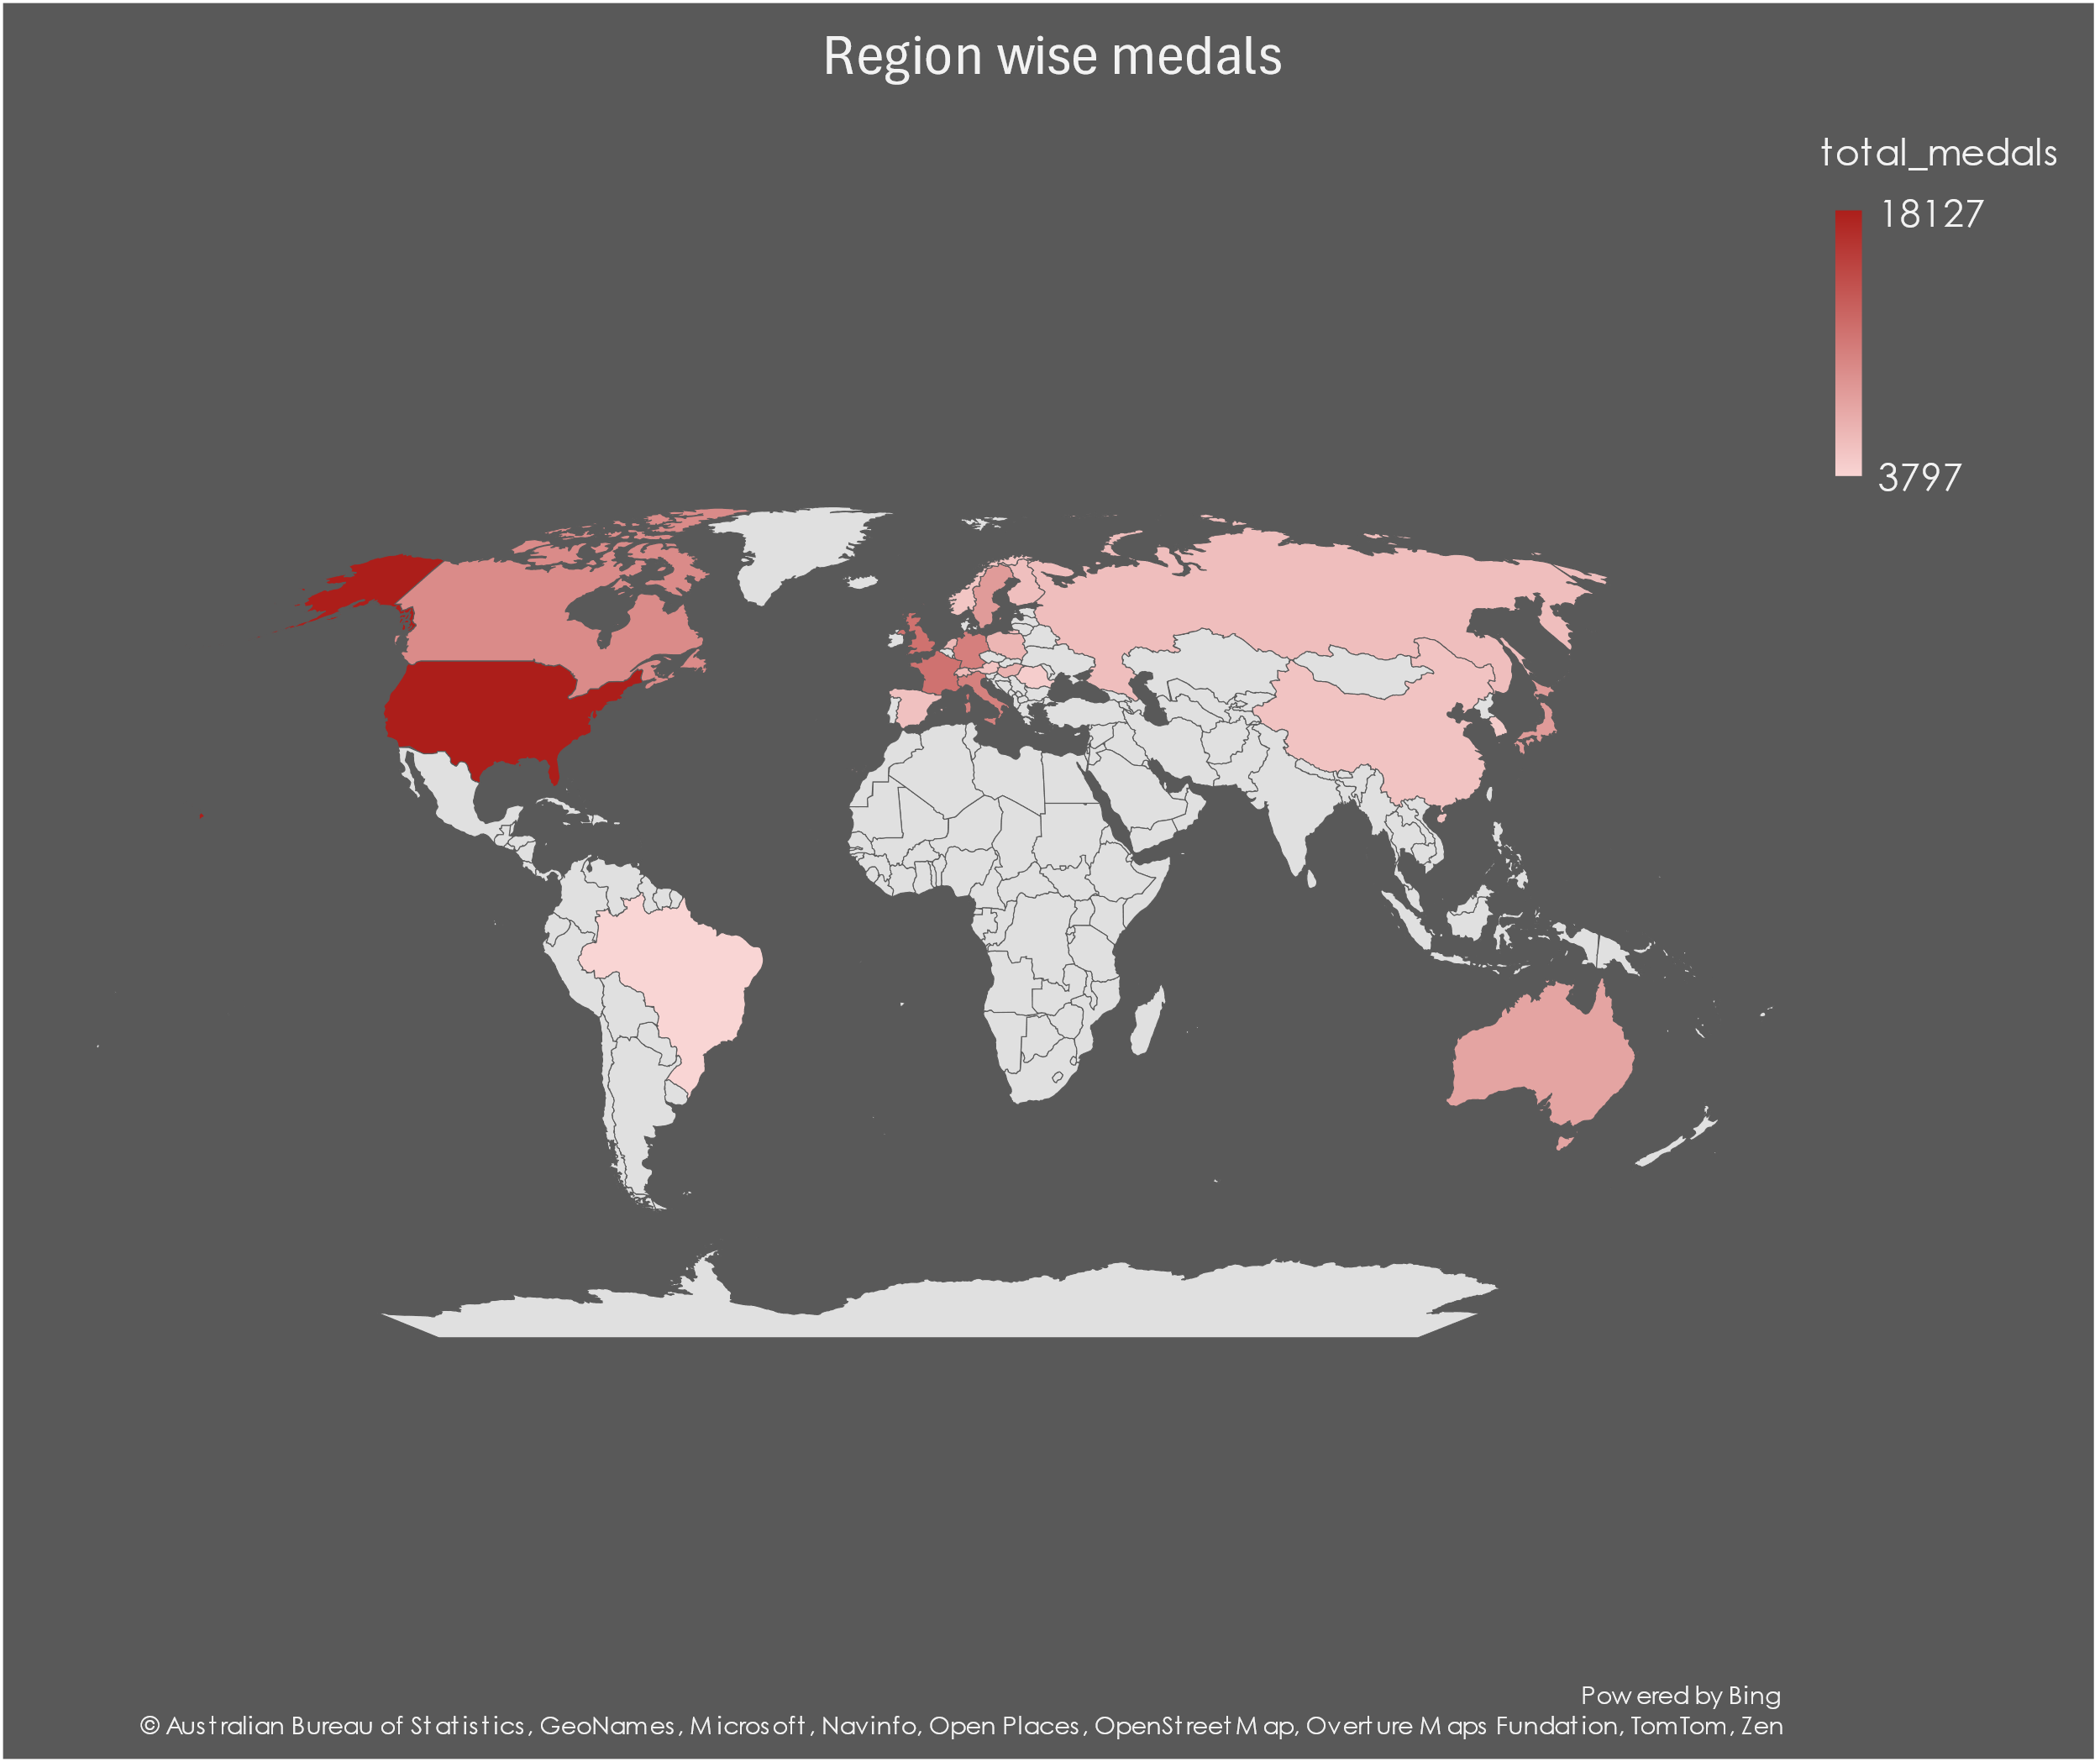 Region wise medals
total_medals
18127
3797
Powered by Bing
© Australian Bureau of Statistics, GeoNames, Microsoft, Navinfo, Open Places, OpenStreetMap, Overture Maps Fundation, TomTom, Zen